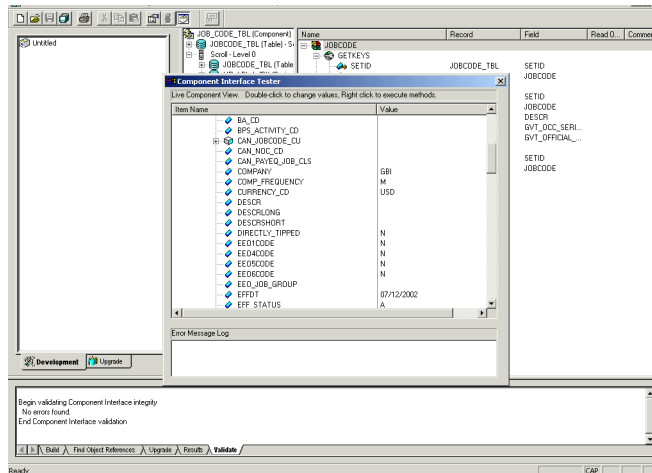 JOB_CODE_TBL (Component)
JOBCODE_TBL (Table) - S
Scroll - Level 0
JOBCODE_TBL (Table
Untitled
Name Record Field Read O... Commen
JOBCODE
GETKEYS
SETID JOBCODE_TBL SETID
JOBCODE
SETID
JOBCODE
DESCR
GVT_OCC_SERI...
GVT_OFFICIAL_...
SETID
JOBCODE
Component Interface Tester
Live Component View. Double-click to change values, Right click to execute methods.
Item Name Value
BA_CD
BPS_ACTIVITY_CD
CAN_JOBCODE_CU
CAN_NOC_CD
CAN_PAYEQ_JOB_CLS
COMPANY GBI
COMP_FREQUENCY M
CURRENCY_CD USD
DESCR
DESCRLONG
DESCRSHORT
DIRECTLY_TIPPED N
EEO1CODE N
EEO4CODE N
EEO5CODE N
EEO6CODE N
EEO_JOB_GROUP
EFFDT 07/12/2002
EFF_STATUS A
Error Message Log
Development Upgrade
Begin validating Component Interface integrity
No errors found.
End Component Interface validation
Build Find Object References Upgrade Results Validate
Ready CAP